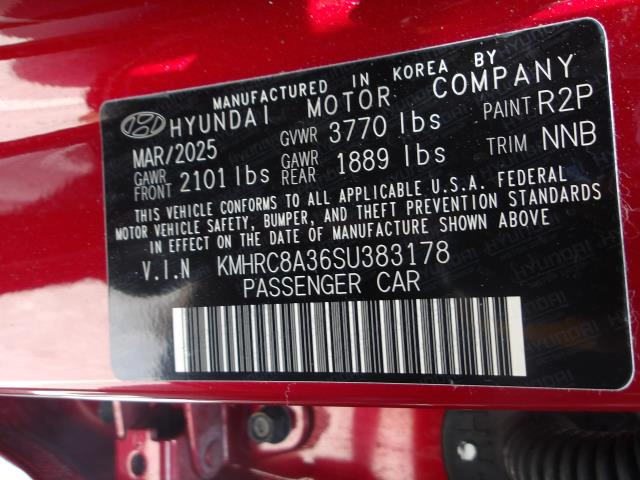 MANUFACTURED IN KOREA BY
HYUNDAI MOTOR COMPANY
MAR/2025 GVWR 3770 lbs PAINT R2P
GAWR FRONT 2101 lbs GAWR REAR 1889 lbs TRIM NNB
THIS VEHICLE CONFORMS TO ALL APPLICABLE U.S.A. FEDERAL
MOTOR VEHICLE SAFETY, BUMPER, AND THEFT PREVENTION STANDARDS
IN EFFECT ON THE DATE OF MANUFACTURE SHOWN ABOVE
V.I.N KMHRC8A36SU383178
PASSENGER CAR